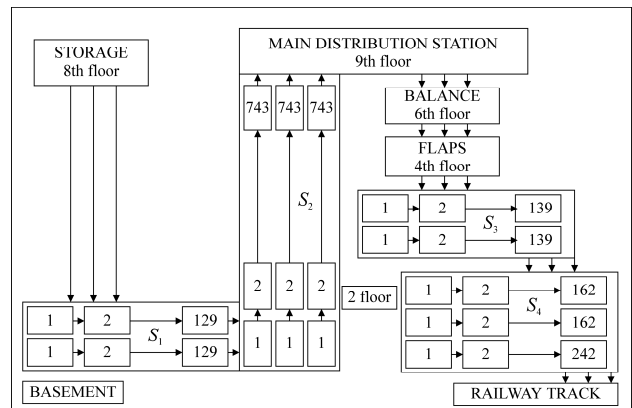 STORAGE
8th floor
MAIN DISTRIBUTION STATION
9th floor
743 743 743
BALANCE
6th floor
FLAPS
4th floor
S2
1 2 139
S3
1 2 139
2 2 2
2 floor
1 2 162
S4
1 2 162
1 2 242
1 2 129
S1
1 2 129
1 1 1
BASEMENT
RAILWAY TRACK